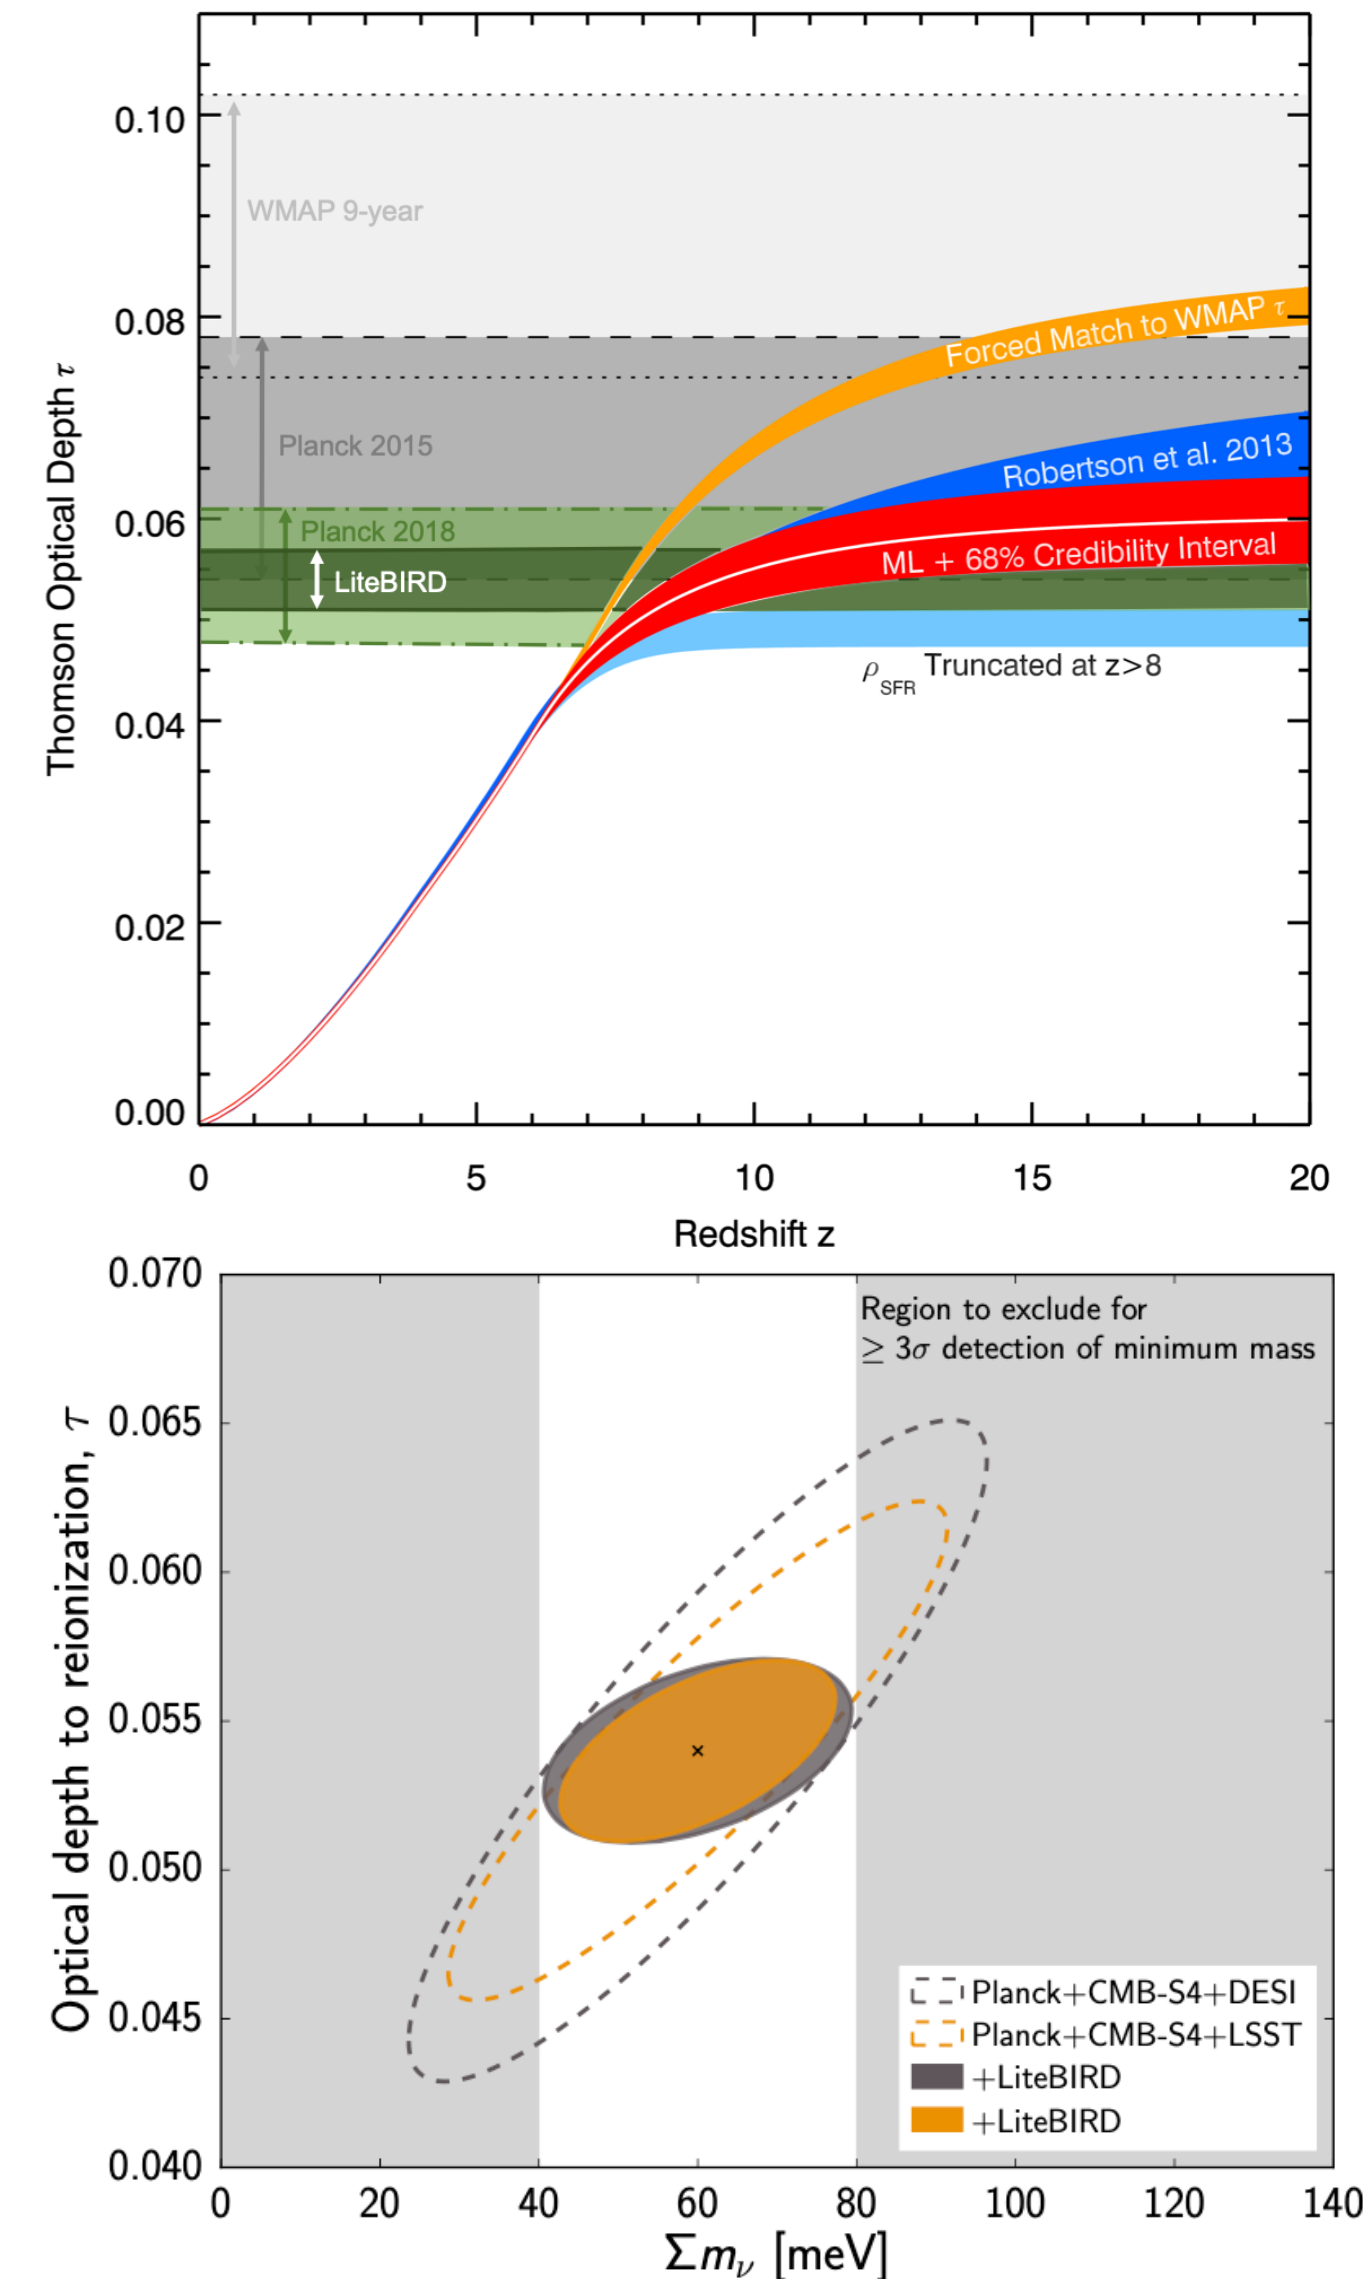 0.10
WMAP 9-year
0.08
Forced Match to WMAP τ
Thomson Optical Depth τ
Planck 2015
Robertson et al. 2013
0.06
Planck 2018
ML + 68% Credibility Interval
LiteBIRD
ρSFR Truncated at z>8
0.04
0.02
0.00
0 5 10 15 20
Redshift z
0.070
Region to exclude for
≥ 3σ detection of minimum mass
0.065
Optical depth to reionization, τ
0.060
0.055
×
0.050
0.045
Planck+CMB-S4+DESI
Planck+CMB-S4+LSST
+LiteBIRD
+LiteBIRD
0.040
0 20 40 60 80 100 120 140
Σmν [meV]